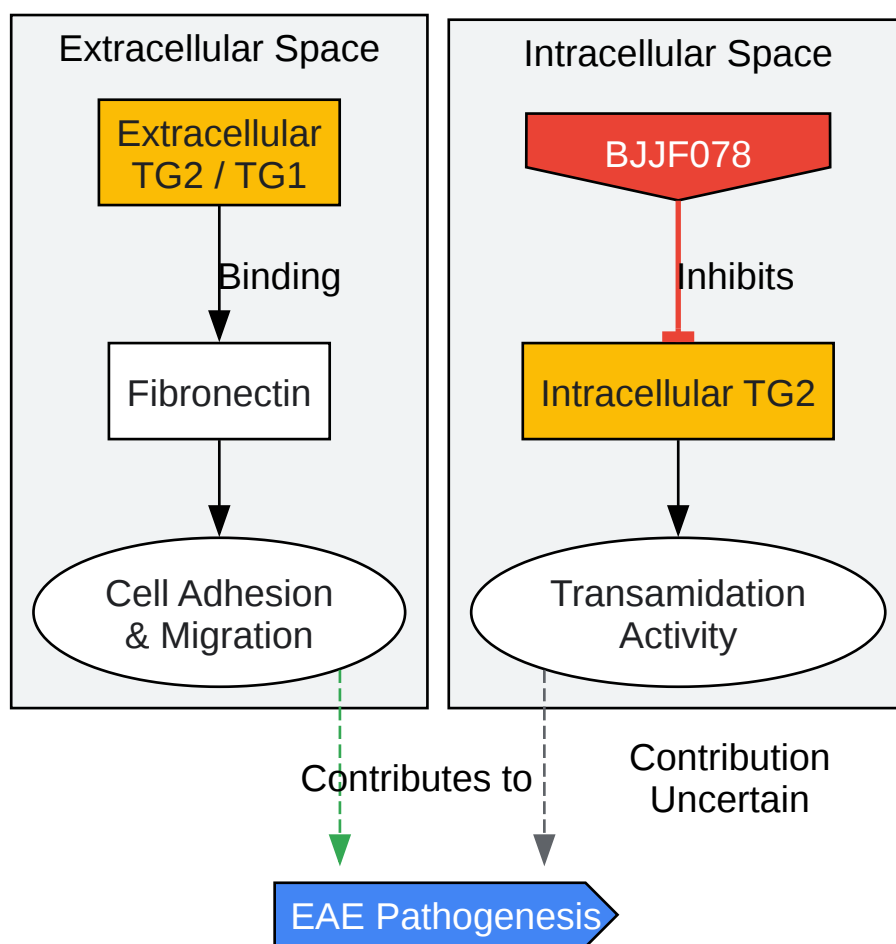 Extracellular Space
Extracellular
TG2 / TG1
Binding
Fibronectin
Cell Adhesion
& Migration
Intracellular Space
BJJF078
Inhibits
Intracellular TG2
Transamidation
Activity
Contributes to
Contribution
Uncertain
EAE Pathogenesis